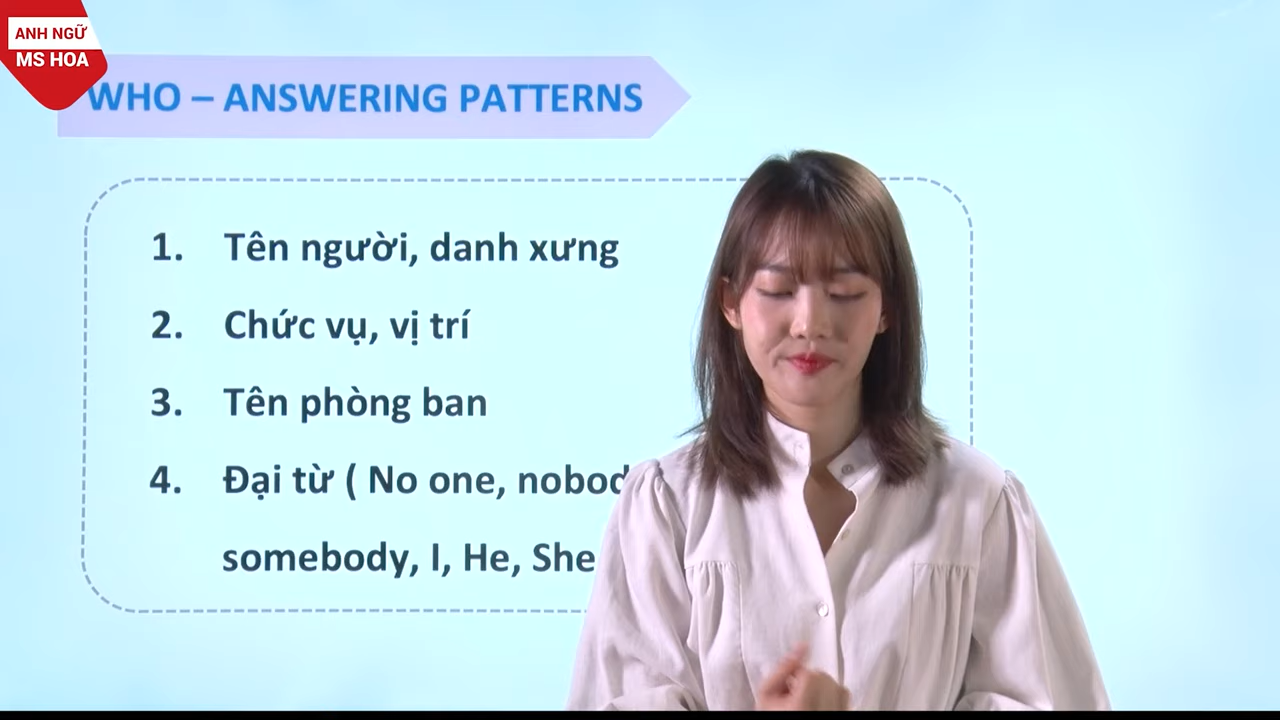 ANH NGỮ
MS HOA
WHO – ANSWERING PATTERNS
1. Tên người, danh xưng
2. Chức vụ, vị trí
3. Tên phòng ban
4. Đại từ ( No one,
somebody, I, He, She